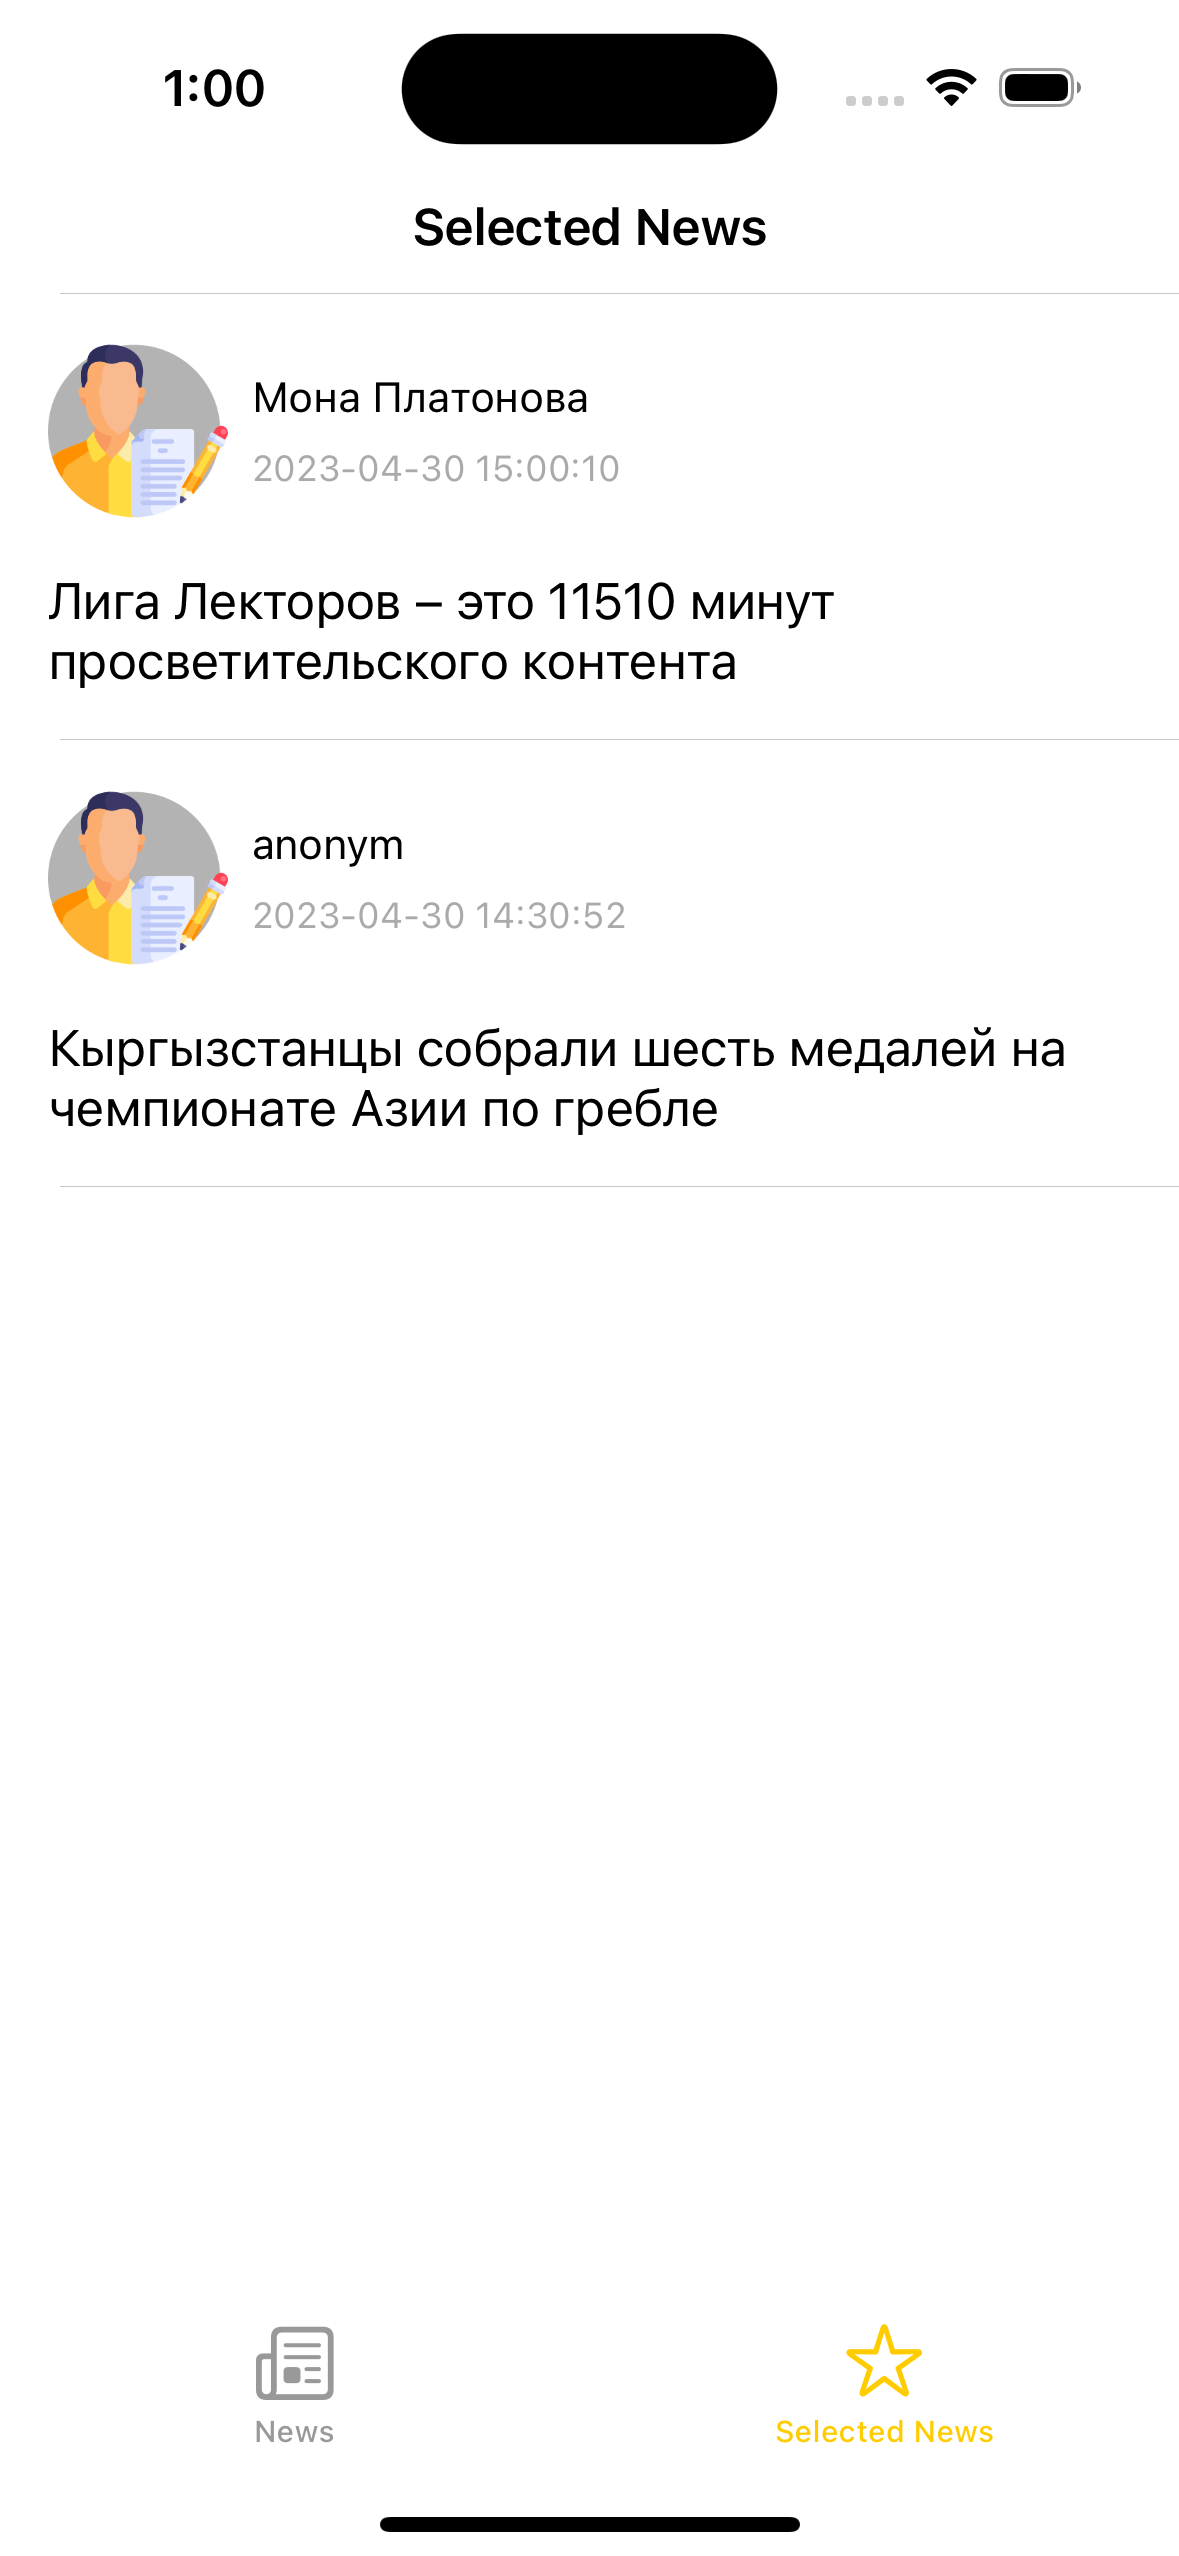 1:00
Selected News
Мона Платонова
2023-04-30 15:00:10
Лига Лекторов – это 11510 минут
просветительского контента
anonym
2023-04-30 14:30:52
Кыргызстанцы собрали шесть медалей на
чемпионате Азии по гребле
News
Selected News